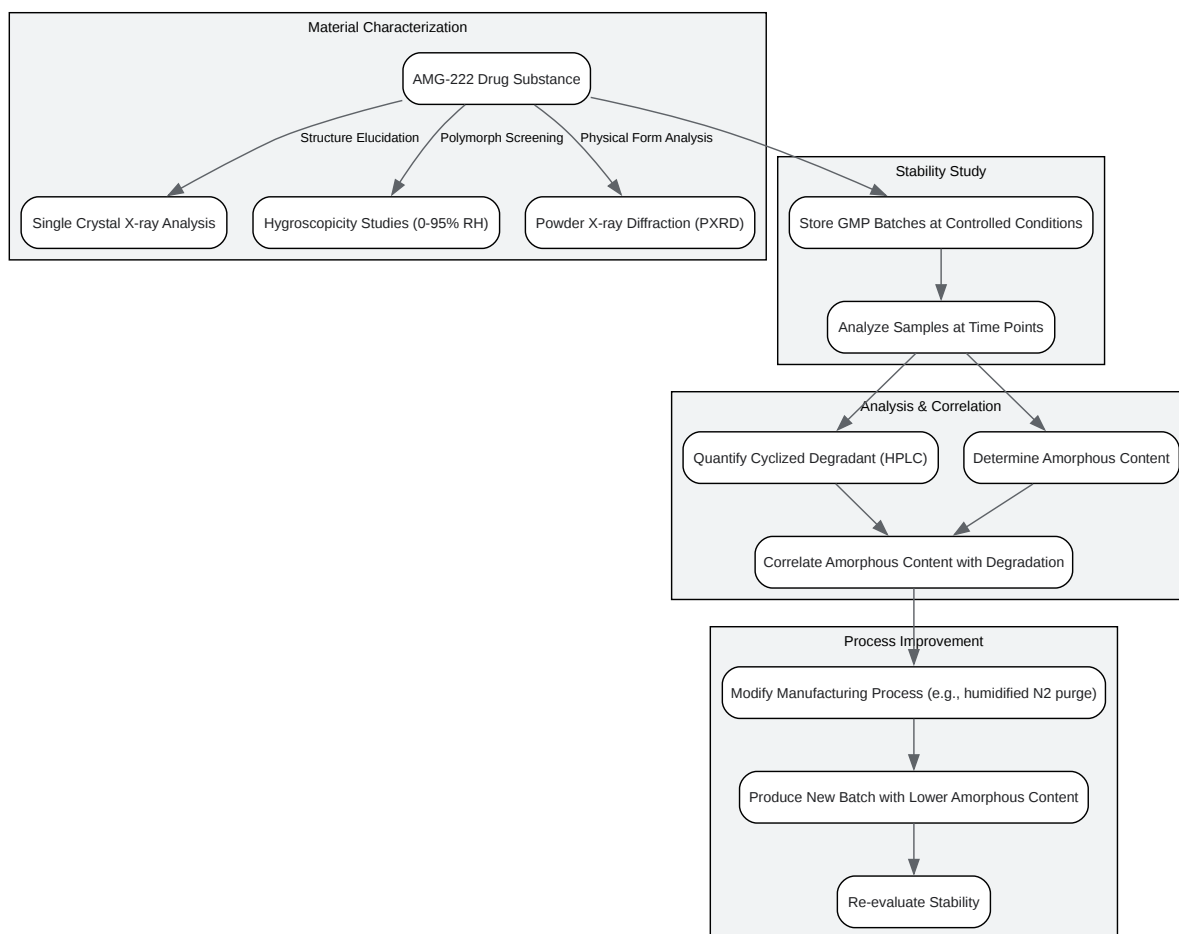 Material Characterization
AMG-222 Drug Substance
Structure Elucidation
Polymorph Screening
Physical Form Analysis
Single Crystal X-ray Analysis
Hygroscopicity Studies (0-95% RH)
Powder X-ray Diffraction (PXRD)
Stability Study
Store GMP Batches at Controlled Conditions
Analyze Samples at Time Points
Analysis & Correlation
Quantify Cyclized Degradant (HPLC)
Determine Amorphous Content
Correlate Amorphous Content with Degradation
Process Improvement
Modify Manufacturing Process (e.g., humidified N2 purge)
Produce New Batch with Lower Amorphous Content
Re-evaluate Stability